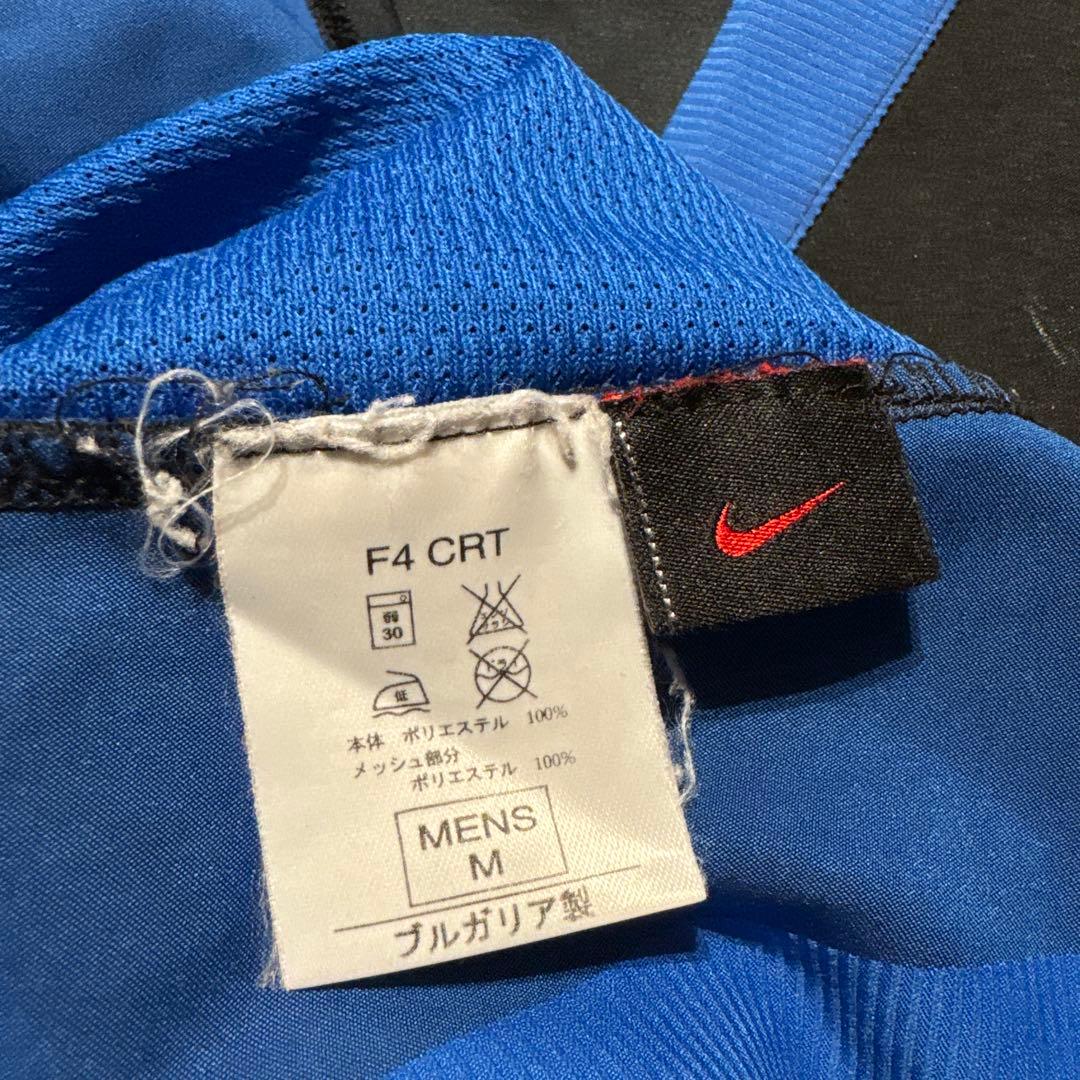 F4 CRT
弱
30
低
本体 ポリエステル 100%
メッシュ部分
ポリエステル 100%
MENS
M
ブルガリア製